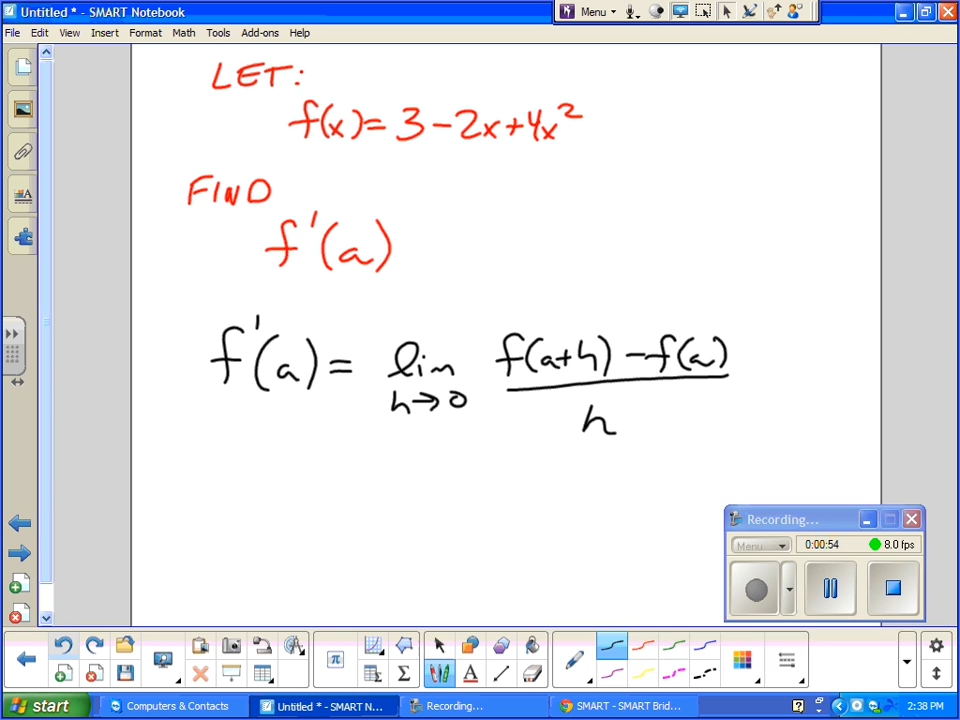 Untitled * - SMART Notebook
Menu
File Edit View Insert Format Math Tools Add-ons Help
LET:
f(x)= 3 - 2x + 4x²
FIND
f'(a)
f'(a) = lim h→0 f(a+h) - f(a)
h
Recording...
Menu 0:00:54 8.0 fps
start Computers & Contacts Untitled * - SMART N... Recording... SMART - SMART Brid... 2:38 PM